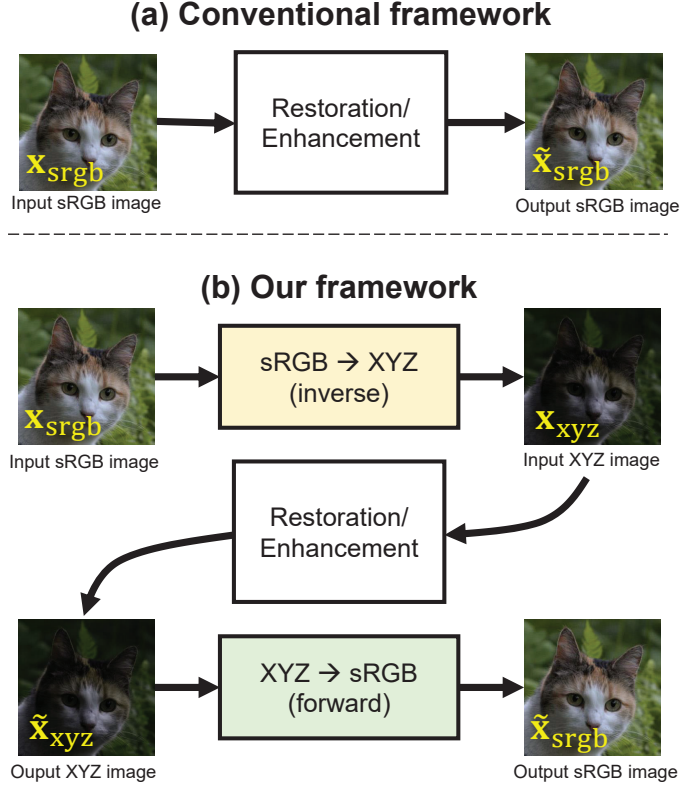 (a) Conventional framework
Restoration/
Enhancement
𝐱srgb
x̃srgb
Input sRGB image
Output sRGB image
(b) Our framework
sRGB → XYZ
(inverse)
𝐱srgb
𝐱xyz
Input sRGB image
Input XYZ image
Restoration/
Enhancement
XYZ → sRGB
(forward)
x̃xyz
x̃srgb
Ouput XYZ image
Output sRGB image